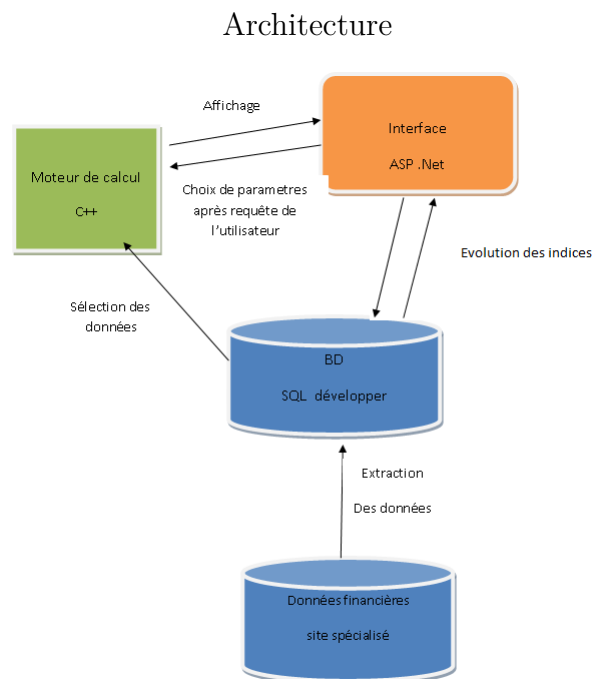 Architecture
Affichage
Interface
ASP .Net
Moteur de calcul
C++
Choix de parametres
après requête de
l'utilisateur
Evolution des indices
Sélection des
données
BD
SQL développer
Extraction
Des données
Données financières
site spécialisé